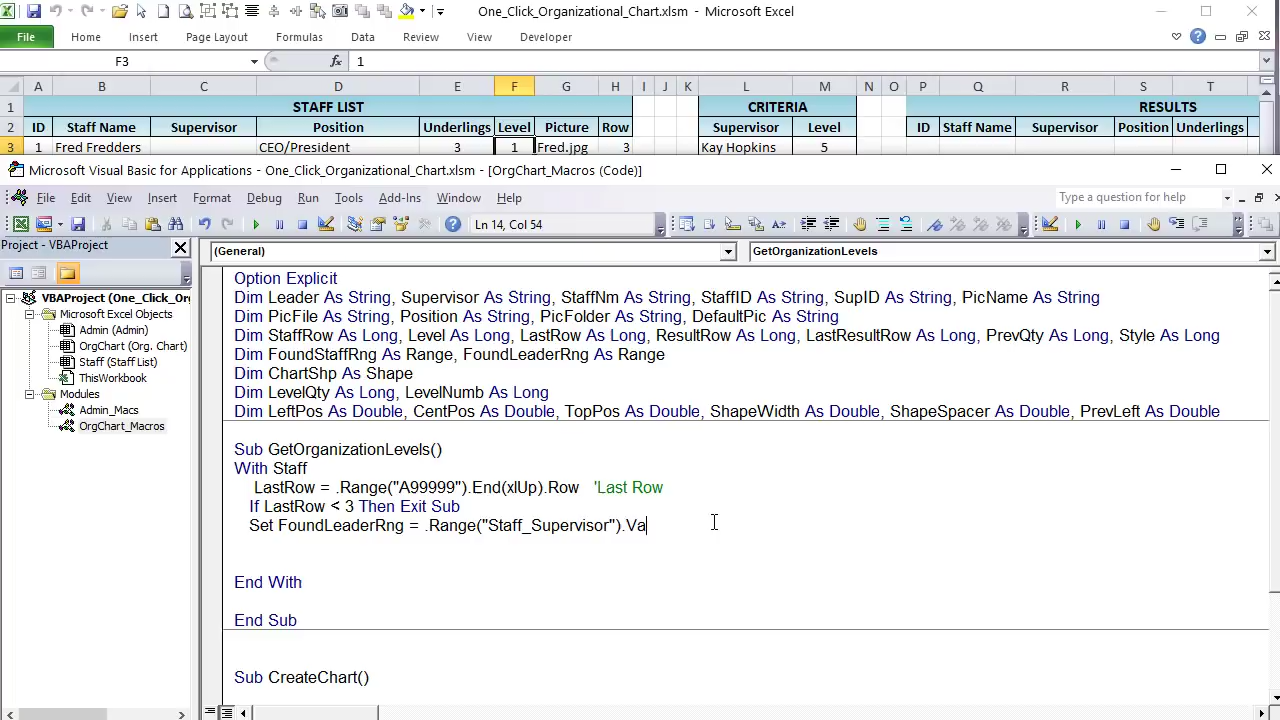 One_Click_Organizational_Chart.xlsm - Microsoft Excel
File Home Insert Page Layout Formulas Data Review View Developer
F3 fx 1
A B C D E F G H I J K L M N O P Q R S T
1 STAFF LIST CRITERIA RESULTS
2 ID Staff Name Supervisor Position Underlings Level Picture Row Supervisor Level ID Staff Name Supervisor Position Underlings
3 1 Fred Fredders CEO/President 3 1 Fred.jpg 3 Kay Hopkins 5
Microsoft Visual Basic for Applications - One_Click_Organizational_Chart.xlsm - [OrgChart_Macros (Code)]
File Edit View Insert Format Debug Run Tools Add-Ins Window Help Type a question for help
Ln 14, Col 54
Project - VBAProject
(General) GetOrganizationLevels
VBAProject (One_Click_Or
Microsoft Excel Objects
Admin (Admin)
OrgChart (Org. Chart)
Staff (Staff List)
ThisWorkbook
Modules
Admin_Macs
OrgChart_Macros
Option Explicit
Dim Leader As String, Supervisor As String, StaffNm As String, StaffID As String, SupID As String, PicName As String
Dim PicFile As String, Position As String, PicFolder As String, DefaultPic As String
Dim StaffRow As Long, Level As Long, LastRow As Long, ResultRow As Long, LastResultRow As Long, PrevQty As Long, Style As Long
Dim FoundStaffRng As Range, FoundLeaderRng As Range
Dim ChartShp As Shape
Dim LevelQty As Long, LevelNumb As Long
Dim LeftPos As Double, CentPos As Double, TopPos As Double, ShapeWidth As Double, ShapeSpacer As Double, PrevLeft As Double
Sub GetOrganizationLevels()
With Staff
LastRow = .Range("A99999").End(xlUp).Row 'Last Row
If LastRow < 3 Then Exit Sub
Set FoundLeaderRng = .Range("Staff_Supervisor").Va
End With
End Sub
Sub CreateChart()